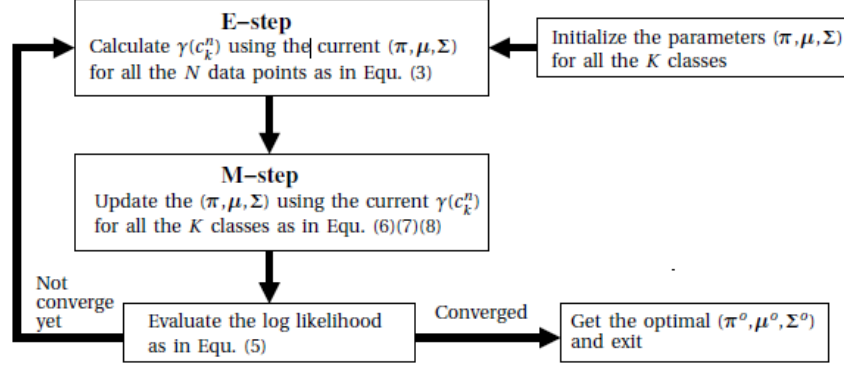 E−step
Calculate γ(c_k^n) using the current (π,μ,Σ)
for all the N data points as in Equ. (3)
Initialize the parameters (π,μ,Σ)
for all the K classes
M−step
Update the (π,μ,Σ) using the current γ(c_k^n)
for all the K classes as in Equ. (6)(7)(8)
Not
converge
yet
Evaluate the log likelihood
as in Equ. (5)
Converged
Get the optimal (π^o,μ^o,Σ^o)
and exit